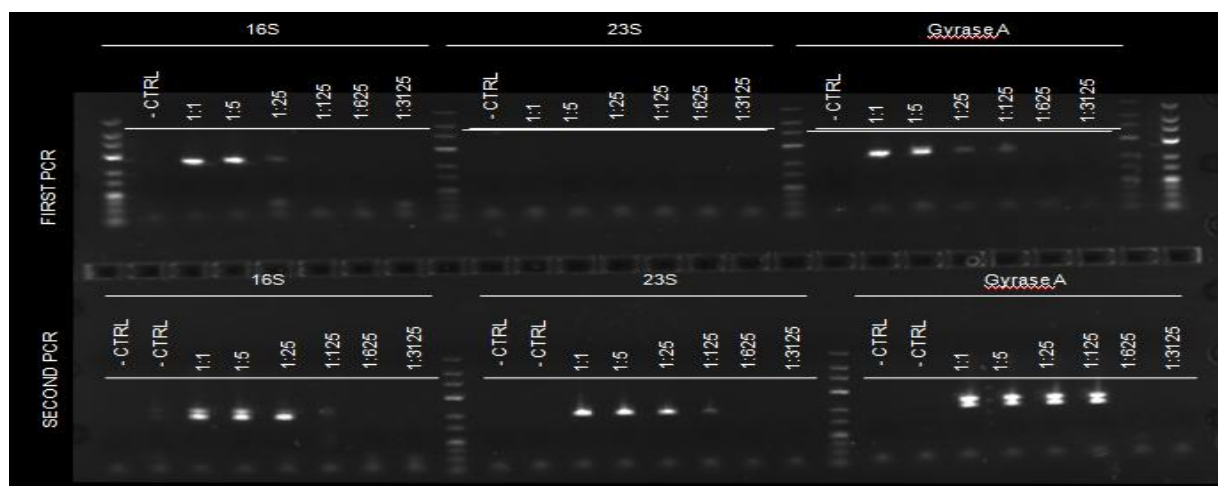 16S 23S Gyrase A
- CTRL 1:1 1:5 1:25 1:125 1:625 1:3125 - CTRL 1:1 1:5 1:25 1:125 1:625 1:3125 - CTRL 1:1 1:5 1:25 1:125 1:625 1:3125
FIRST PCR
16S 23S Gyrase A
- CTRL - CTRL 1:1 1:5 1:25 1:125 1:625 1:3125 - CTRL - CTRL 1:1 1:5 1:25 1:125 1:625 1:3125 - CTRL - CTRL 1:1 1:5 1:25 1:125 1:625 1:3125
SECOND PCR